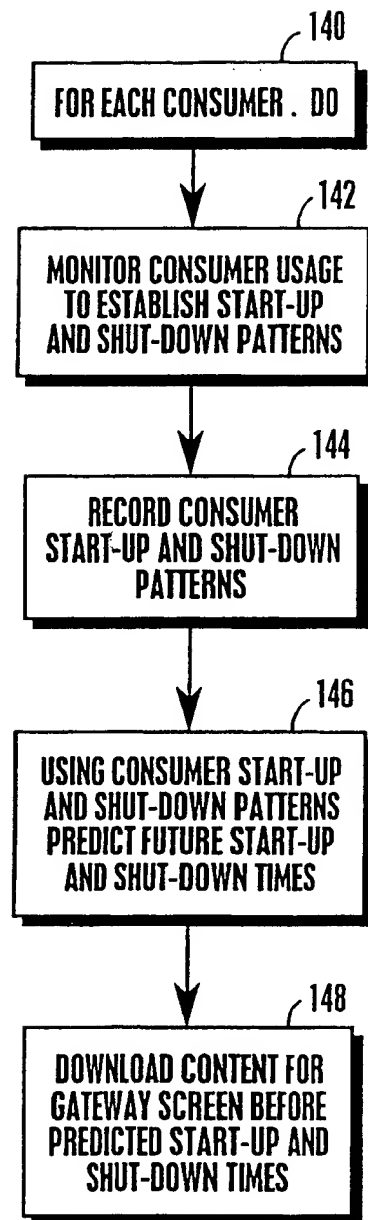 140
FOR EACH CONSUMER . DO
142
MONITOR CONSUMER USAGE
TO ESTABLISH START-UP
AND SHUT-DOWN PATTERNS
144
RECORD CONSUMER
START-UP AND SHUT-DOWN
PATTERNS
146
USING CONSUMER START-UP
AND SHUT-DOWN PATTERNS
PREDICT FUTURE START-UP
AND SHUT-DOWN TIMES
148
DOWNLOAD CONTENT FOR
GATEWAY SCREEN BEFORE
PREDICTED START-UP AND
SHUT-DOWN TIMES